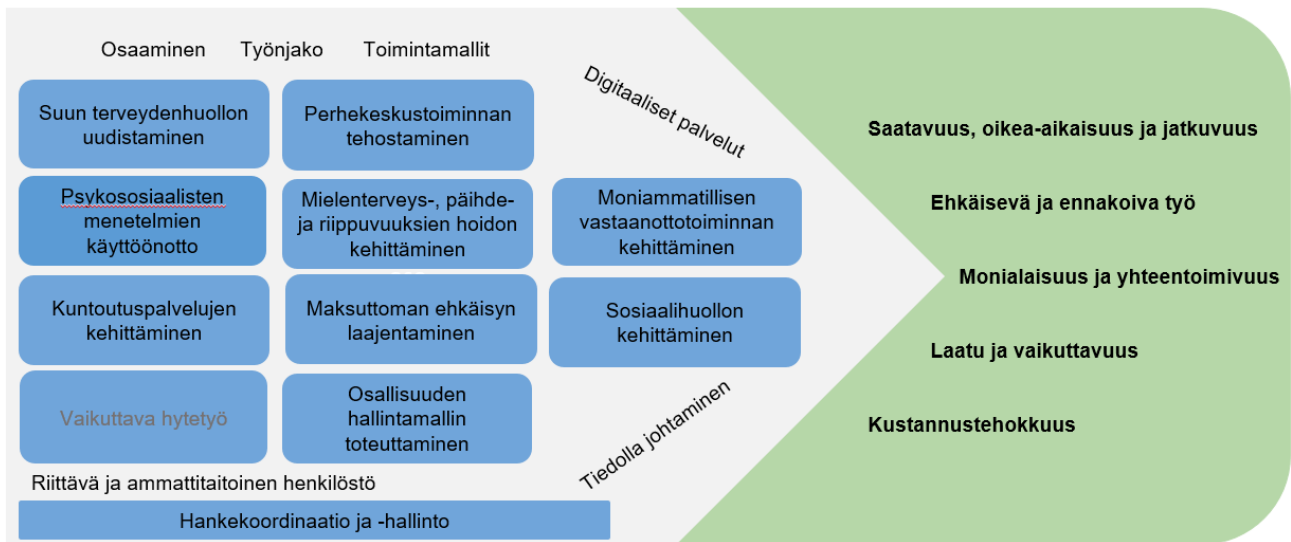 Osaaminen Työnjako Toimintamallit
Digitaaliset palvelut
Suun terveydenhuollon
uudistaminen
Perhekeskustoiminnan
tehostaminen
Psykososiaalisten
menetelmien
käyttöönotto
Mielenterveys-, päihde-
ja riippuvuuksien hoidon
kehittäminen
Moniammatillisen
vastaanottotoiminnan
kehittäminen
Kuntoutuspalvelujen
kehittäminen
Maksuttoman ehkäisyn
laajentaminen
Sosiaalihuollon
kehittäminen
Vaikuttava hytetyö
Osallisuuden
hallintamallin
toteuttaminen
Tiedolla johtaminen
Riittävä ja ammattitaitoinen henkilöstö
Hankekoordinaatio ja -hallinto
Saatavuus, oikea-aikaisuus ja jatkuvuus
Ehkäisevä ja ennakoiva työ
Monialaisuus ja yhteentoimivuus
Laatu ja vaikuttavuus
Kustannustehokkuus